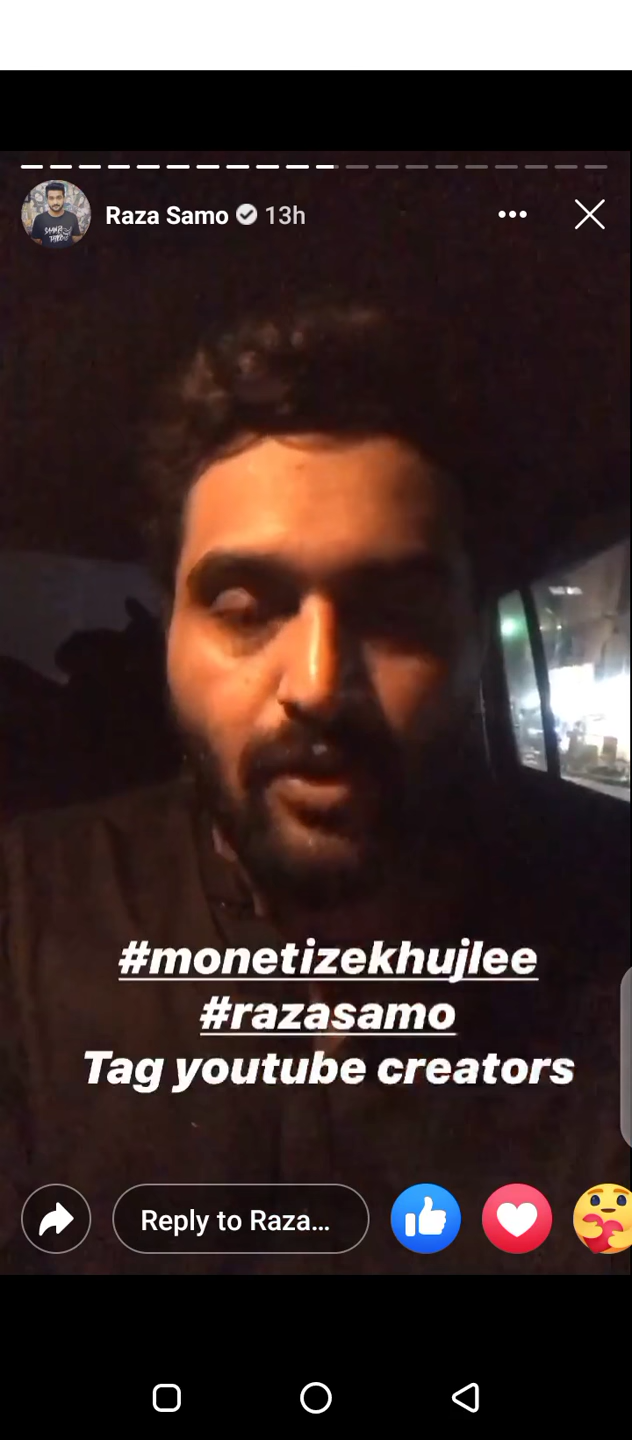 Raza Samo 13h
#monetizekhujlee
#razasamo
Tag youtube creators
Reply to Raza...